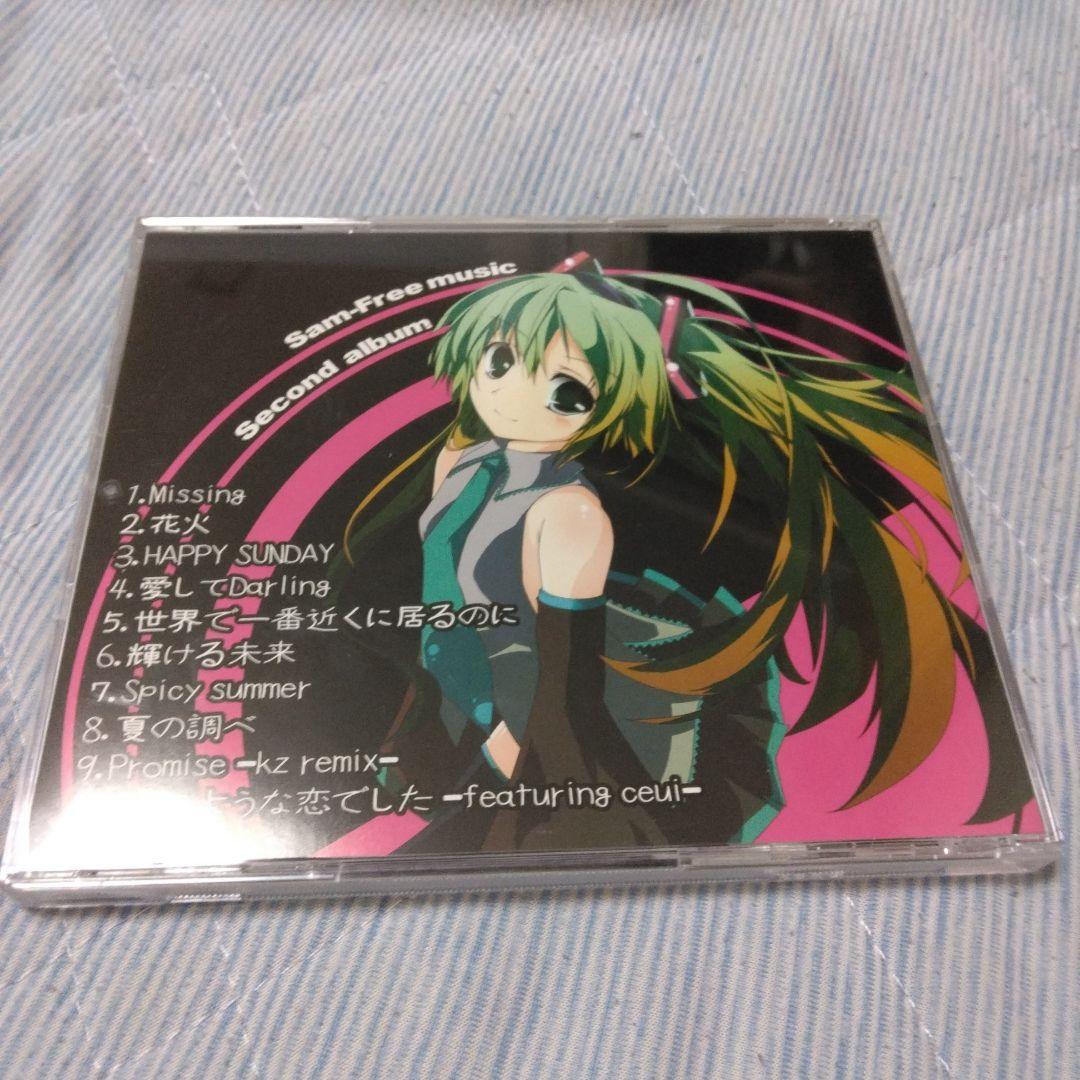 Sam-Free music
Second album
1.Missing
2.花火
3.HAPPY SUNDAY
4.愛してDarling
5.世界で一番近くに居るのに
6.輝ける未来
7.Spicy summer
8.夏の調べ
9.Promise -kz remix-
ような恋でした -featuring ceui-